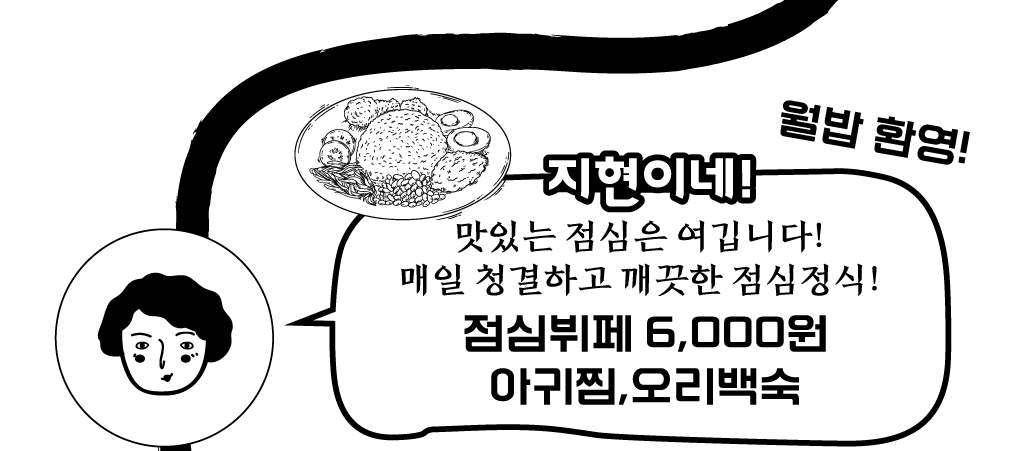 월밥 환영!
지현이네!
맛있는 점심은 여깁니다!
매일 청결하고 깨끗한 점심정식!
점심뷔페 6,000원
아귀찜,오리백숙